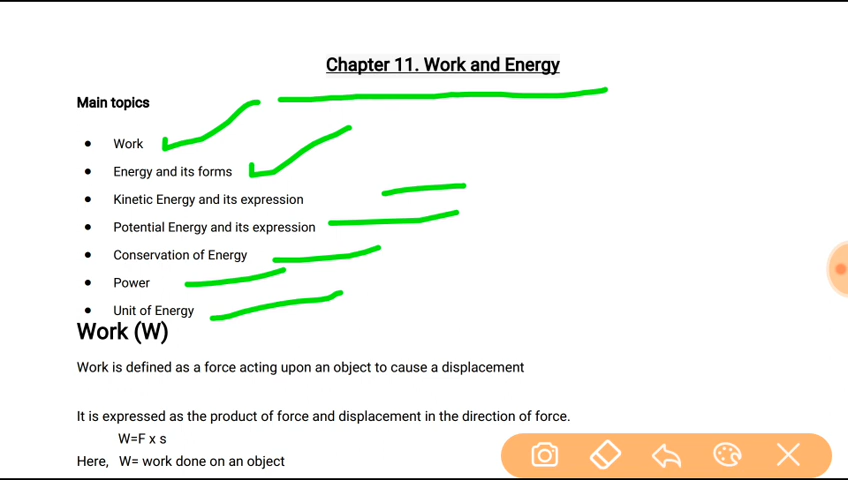 Chapter 11. Work and Energy
Main topics
● Work
● Energy and its forms
● Kinetic Energy and its expression
● Potential Energy and its expression
● Conservation of Energy
● Power
● Unit of Energy
Work (W)
Work is defined as a force acting upon an object to cause a displacement
It is expressed as the product of force and displacement in the direction of force.
W=F x s
Here, W= work done on an object